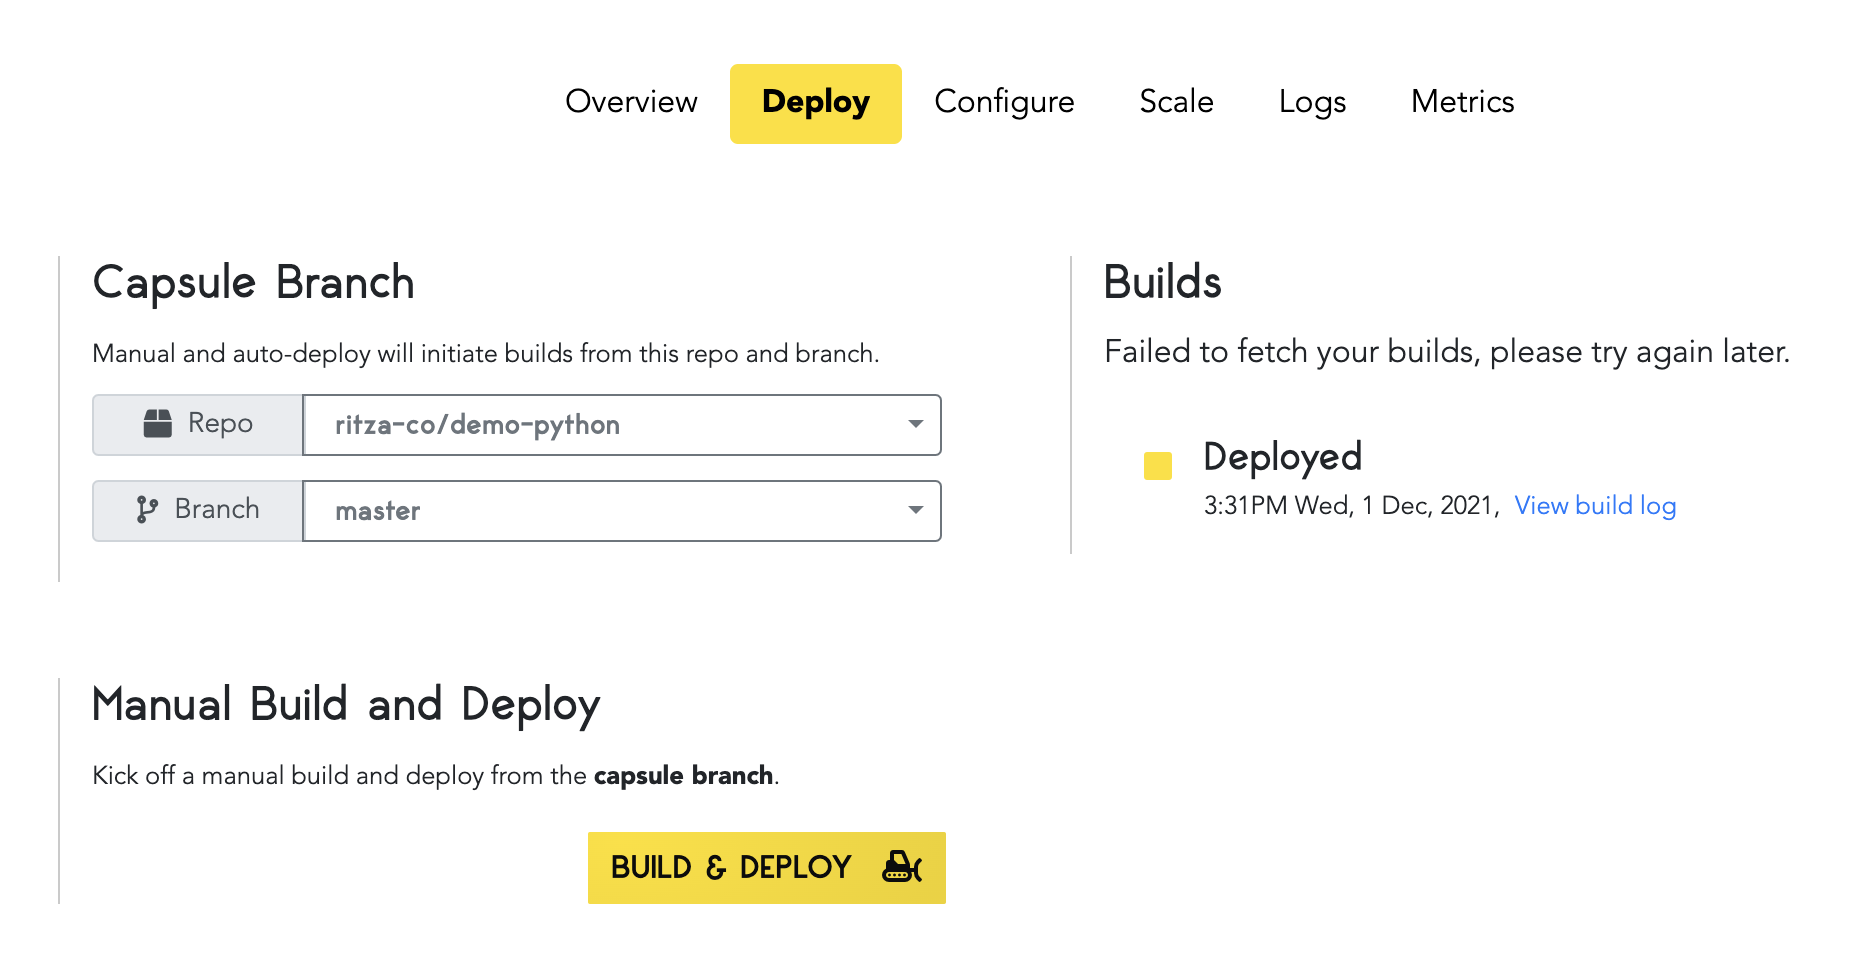 Overview Deploy Configure Scale Logs Metrics
Capsule Branch
Manual and auto-deploy will initiate builds from this repo and branch.
Repo ritza-co/demo-python
Branch master
Builds
Failed to fetch your builds, please try again later.
Deployed
3:31PM Wed, 1 Dec, 2021, View build log
Manual Build and Deploy
Kick off a manual build and deploy from the capsule branch.
BUILD & DEPLOY